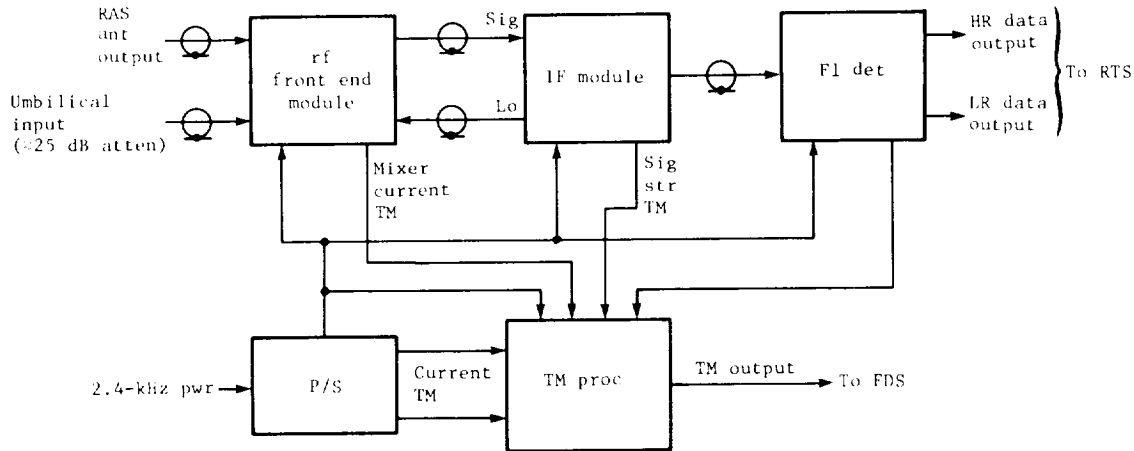 RAS
ant
output
Umbilical
input
(≈25 dB atten)
rf
front end
module
Sig
Lo
IF module
Fl det
HR data
output
LR data
output
To RTS
Mixer
current
TM
Sig
str
TM
2.4-kHz pwr
P/S
Current
TM
TM proc
TM output
To FDS